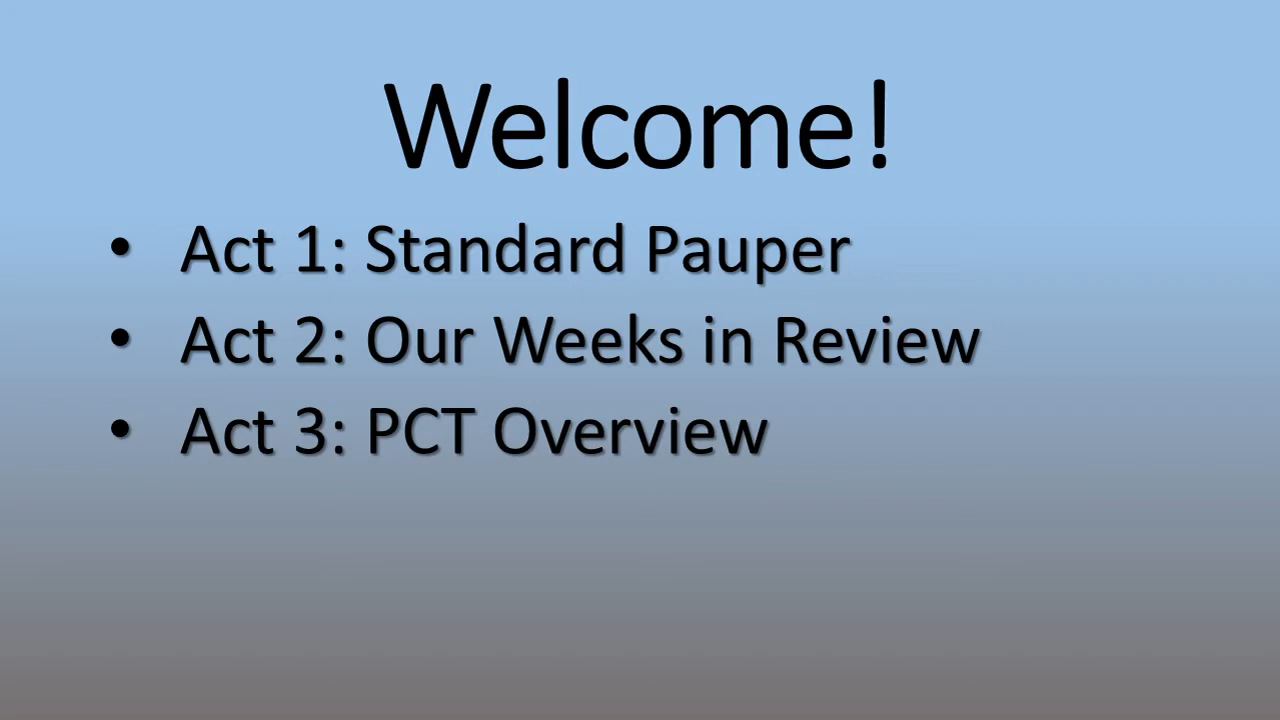 Welcome!
• Act 1: Standard Pauper
• Act 2: Our Weeks in Review
• Act 3: PCT Overview